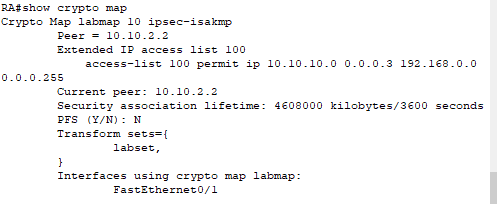 RA#show crypto map
Crypto Map labmap 10 ipsec-isakmp
Peer = 10.10.2.2
Extended IP access list 100
access-list 100 permit ip 10.10.10.0 0.0.0.3 192.168.0.0
0.0.0.255
Current peer: 10.10.2.2
Security association lifetime: 4608000 kilobytes/3600 seconds
PFS (Y/N): N
Transform sets={
labset,
}
Interfaces using crypto map labmap:
FastEthernet0/1